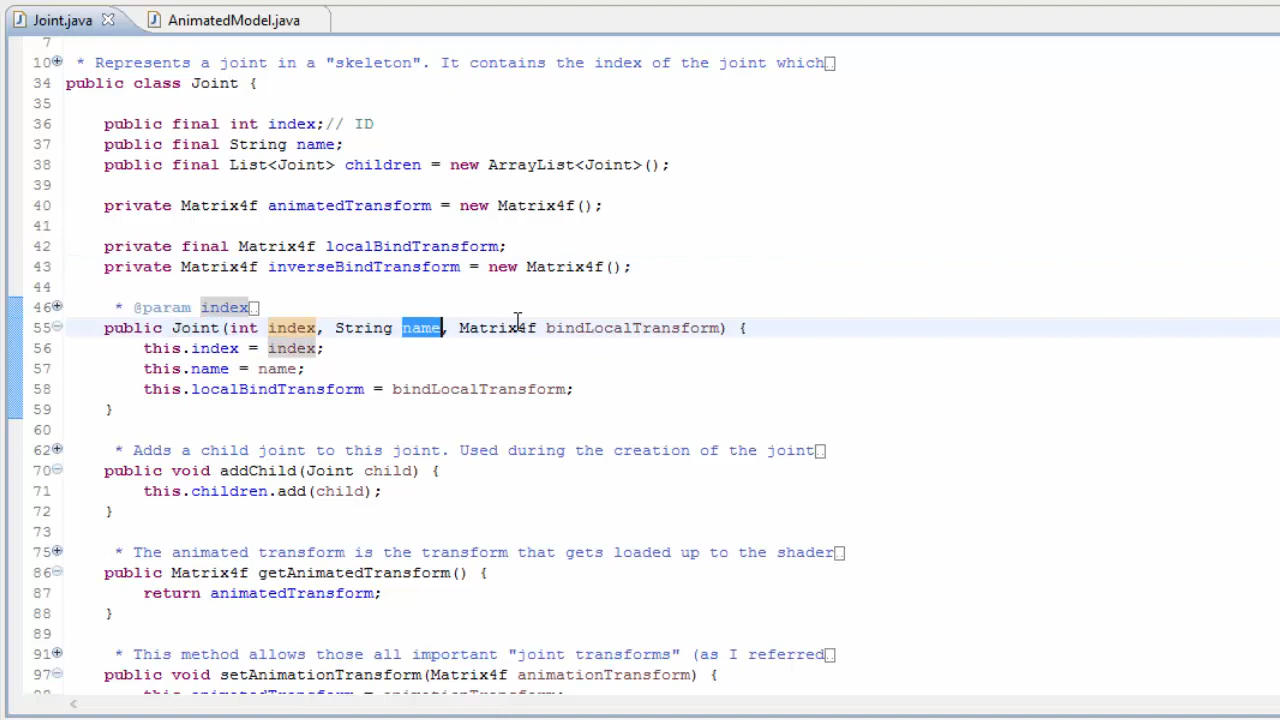 Joint.java AnimatedModel.java
7
10 * Represents a joint in a "skeleton". It contains the index of the joint which
34 public class Joint {
35
36 public final int index;// ID
37 public final String name;
38 public final List<Joint> children = new ArrayList<Joint>();
39
40 private Matrix4f animatedTransform = new Matrix4f();
41
42 private final Matrix4f localBindTransform;
43 private Matrix4f inverseBindTransform = new Matrix4f();
44
46 * @param index
55 public Joint(int index, String name, Matrix4f bindLocalTransform) {
56 this.index = index;
57 this.name = name;
58 this.localBindTransform = bindLocalTransform;
59 }
60
62 * Adds a child joint to this joint. Used during the creation of the joint
70 public void addChild(Joint child) {
71 this.children.add(child);
72 }
73
75 * The animated transform is the transform that gets loaded up to the shader
86 public Matrix4f getAnimatedTransform() {
87 return animatedTransform;
88 }
89
91 * This method allows those all important "joint transforms" (as I referred
97 public void setAnimationTransform(Matrix4f animationTransform) {
98 this.animatedTransform = animationTransform;